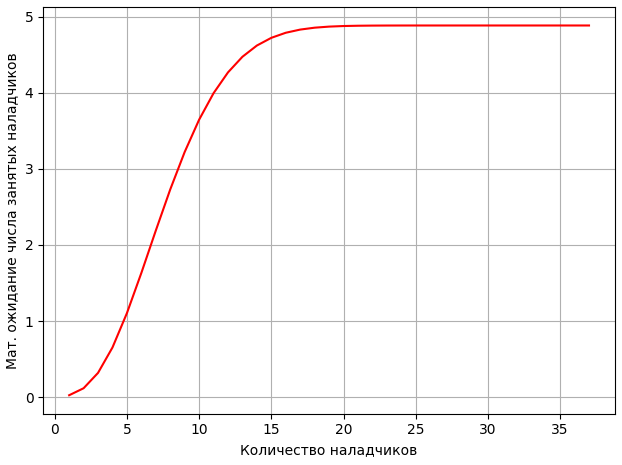 Мат. ожидание числа занятых наладчиков
5
4
3
2
1
0
0 5 10 15 20 25 30 35
Количество наладчиков